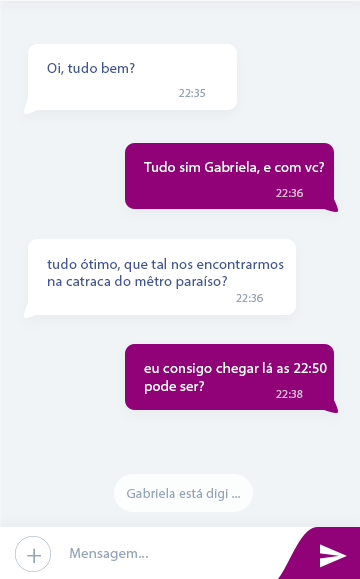 Oi, tudo bem?
22:35
Tudo sim Gabriela, e com vc?
22:36
tudo ótimo, que tal nos encontrarmos
na catraca do mêtro paraíso?
22:36
eu consigo chegar lá as 22:50
pode ser?
22:38
Gabriela está digi ...
Mensagem...